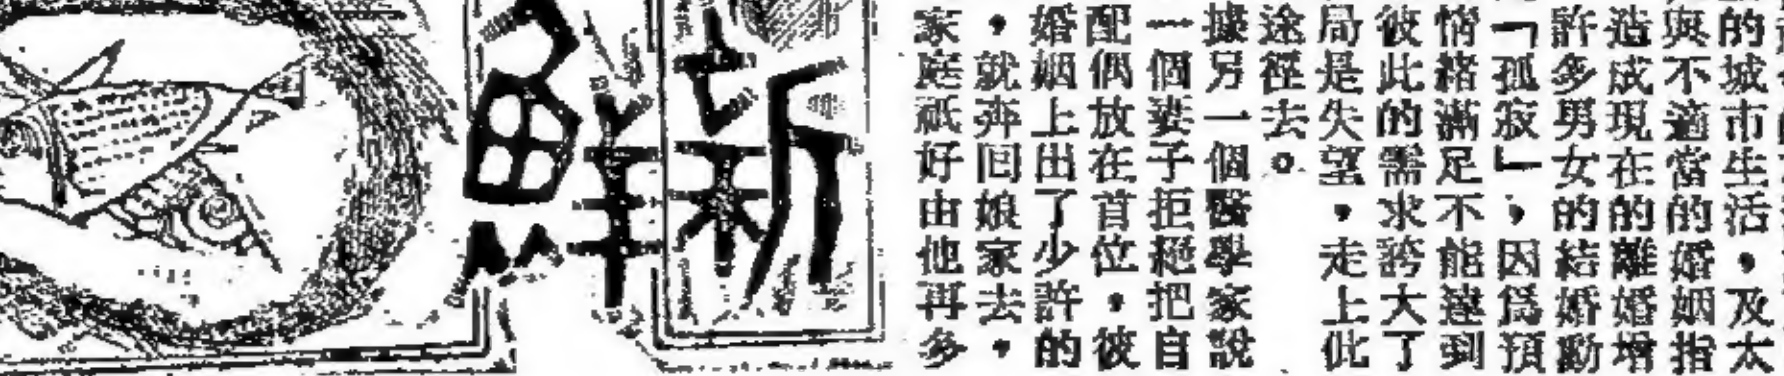 的城市生活，及太
與不適當的婚姻指
造成現在的離婚增
許多男女的結婚動
「孤寂」，因爲預
情緒滿足不能達到
彼此的需求誇大了
局是失望，走上此
途徑去。
據另一個醫學家說
一個妻子拒絕把自
配偶放在首位，彼
婚姻上出了少許的
，就奔回娘家去，
家庭祇好由他再多
新鮮